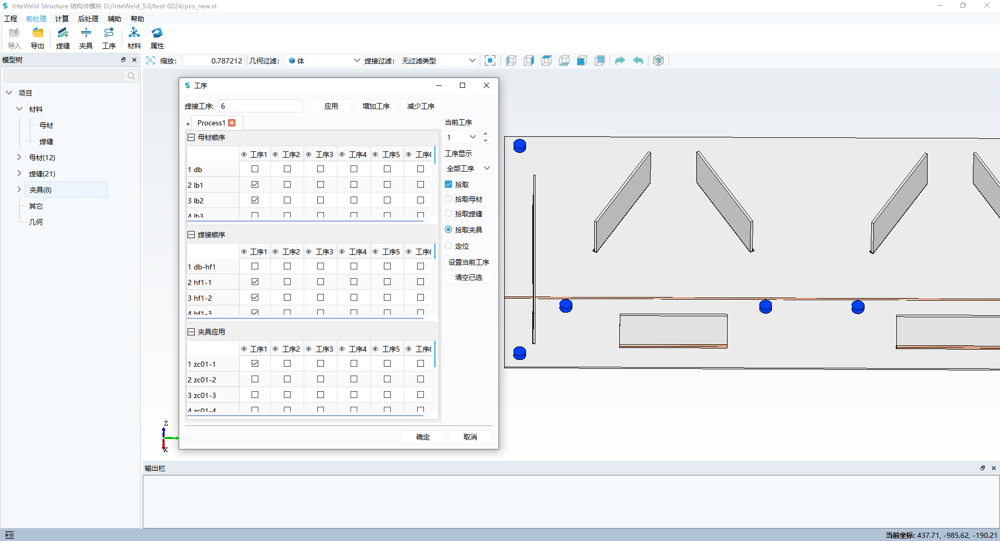 InteWeld Structure 结构件模块 D:/InteWeld_5.0/test-0224/pro_new.st
工程 前处理 计算 后处理 辅助 帮助
导入 导出 焊缝 夹具 工序 材料 属性
模型树
缩放: 0.787212 几何过滤: 体 焊接过滤: 无过滤类型
项目
材料
母材
焊缝
母材(12)
焊缝(21)
夹具(8)
其它
几何
工序
焊接工序: 6 应用 增加工序 减少工序
+ Process1
母材顺序
工序1 工序2 工序3 工序4 工序5 工序6
1 db
2 lb1
3 lb2
4 lb3
焊接顺序
工序1 工序2 工序3 工序4 工序5 工序6
1 db-hf1
2 hf1-1
3 hf1-2
4 hf1-3
夹具应用
工序1 工序2 工序3 工序4 工序5 工序6
1 zc01-1
2 zc01-2
3 zc01-3
4 zc01-4
当前工序
1
工序显示
全部工序
拾取
拾取母材
拾取焊缝
拾取夹具
定位
设置当前工序
清空已选
确定 取消
Z
X
输出栏
当前坐标: 437.71, -985.62, -190.21